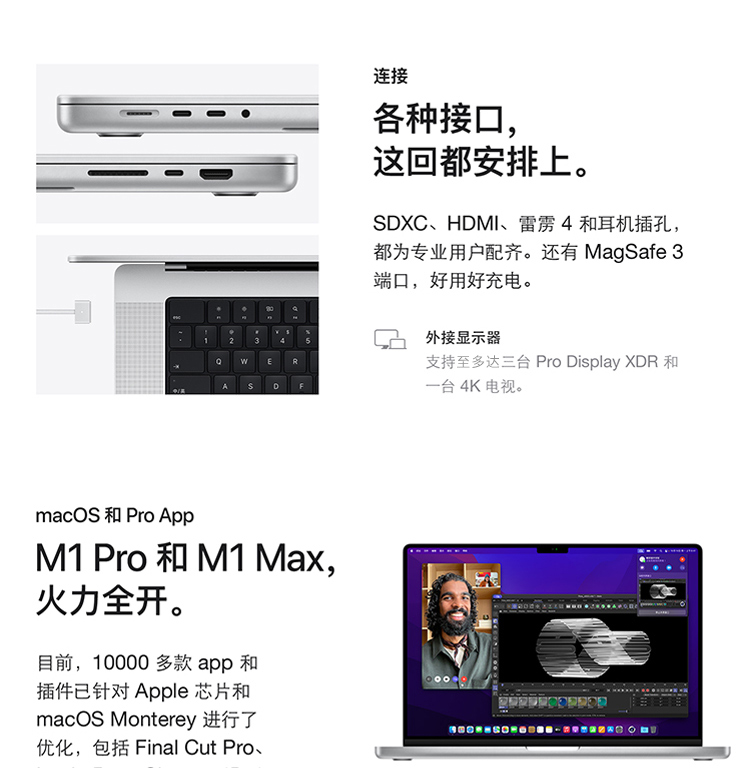 连接
各种接口，
这回都安排上。
SDXC、HDMI、雷雳 4 和耳机插孔，
都为专业用户配齐。还有 MagSafe 3
端口，好用好充电。
外接显示器
支持至多达三台 Pro Display XDR 和
一台 4K 电视。
esc
Q W E R
A S D F
中/英
macOS 和 Pro App
M1 Pro 和 M1 Max，
火力全开。
目前，10000 多款 app 和
插件已针对 Apple 芯片和
macOS Monterey 进行了
优化，包括 Final Cut Pro、